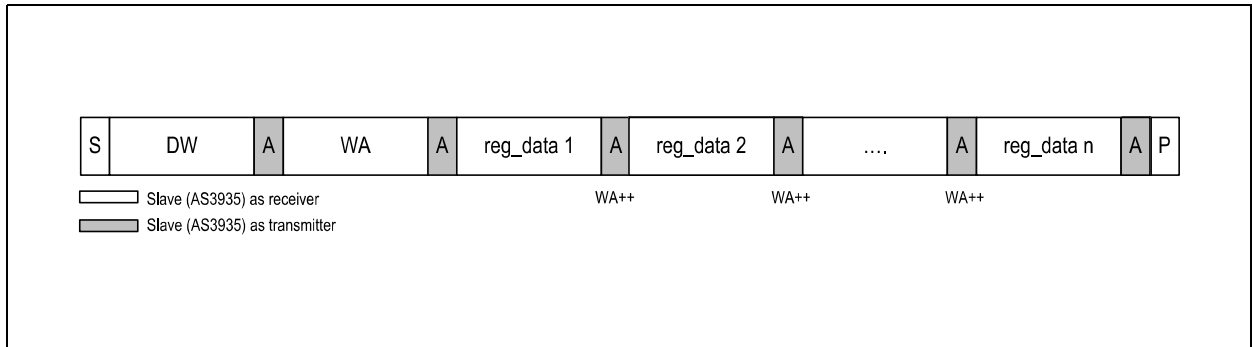 S DW A WA A reg_data 1 A reg_data 2 A .... A reg_data n A P
WA++ WA++ WA++
Slave (AS3935) as receiver
Slave (AS3935) as transmitter